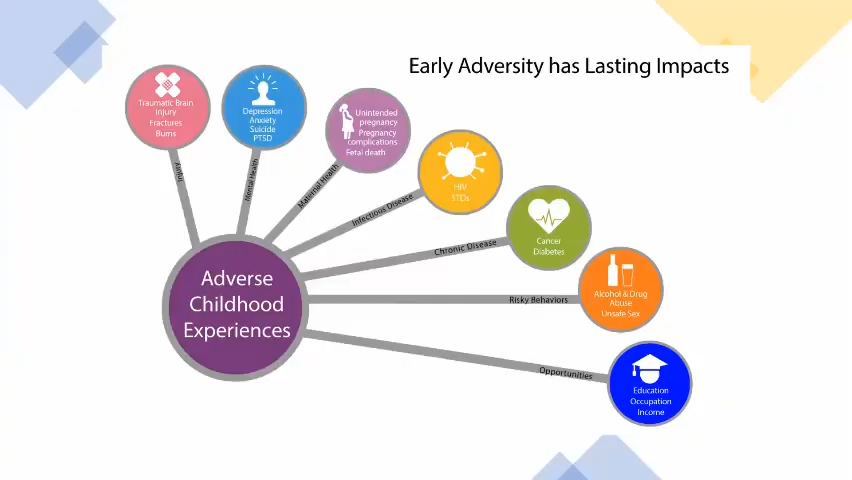 Early Adversity has Lasting Impacts
Traumatic Brain
Injury
Fractures
Burns
Injury
Depression
Anxiety
Suicide
PTSD
Mental Health
Unintended
pregnancy
Pregnancy
complications
Fetal death
Maternal Health
HIV
STDs
Infectious Disease
Cancer
Diabetes
Chronic Disease
Alcohol & Drug
Abuse
Unsafe Sex
Risky Behaviors
Education
Occupation
Income
Opportunities
Adverse
Childhood
Experiences